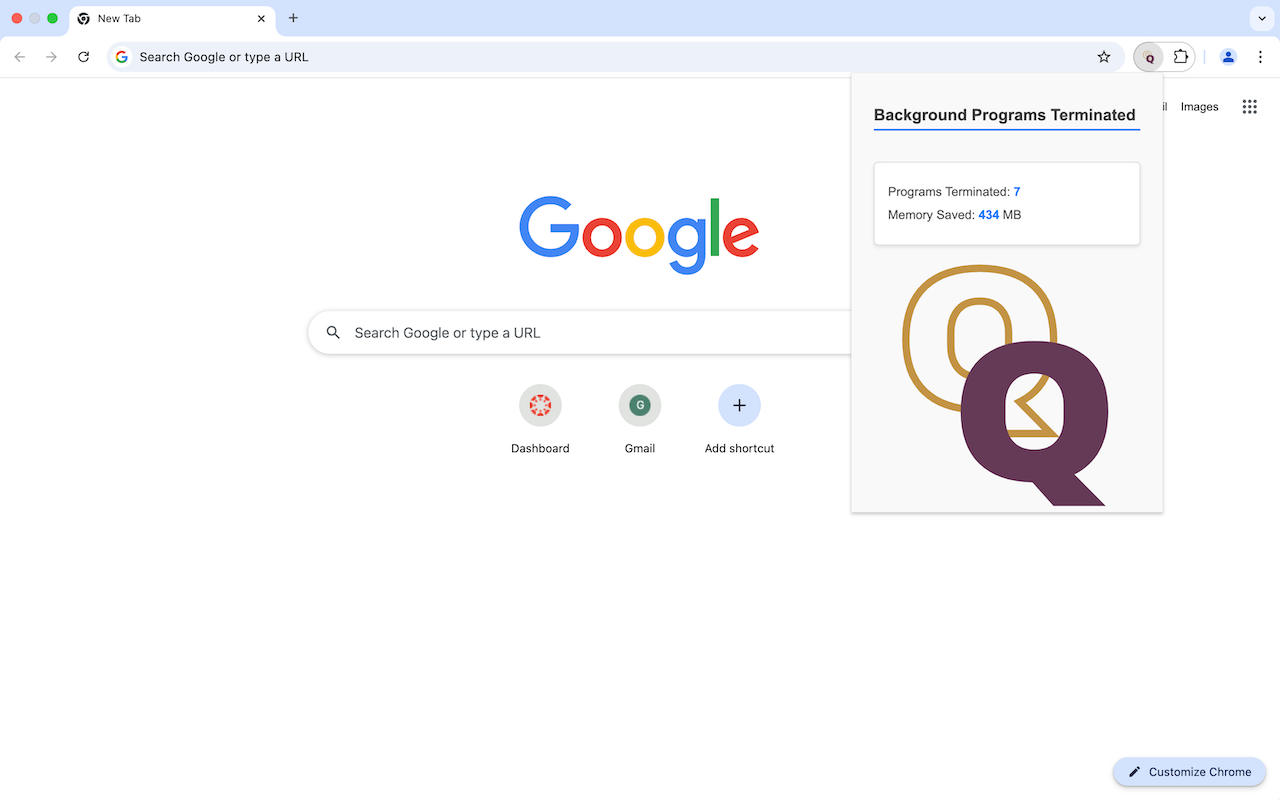 New Tab
Search Google or type a URL
Q
Background Programs Terminated
il
Images
Programs Terminated: 7
Memory Saved: 434 MB
Google
Search Google or type a URL
G
Dashboard
Gmail
Add shortcut
Q
Q
Customize Chrome